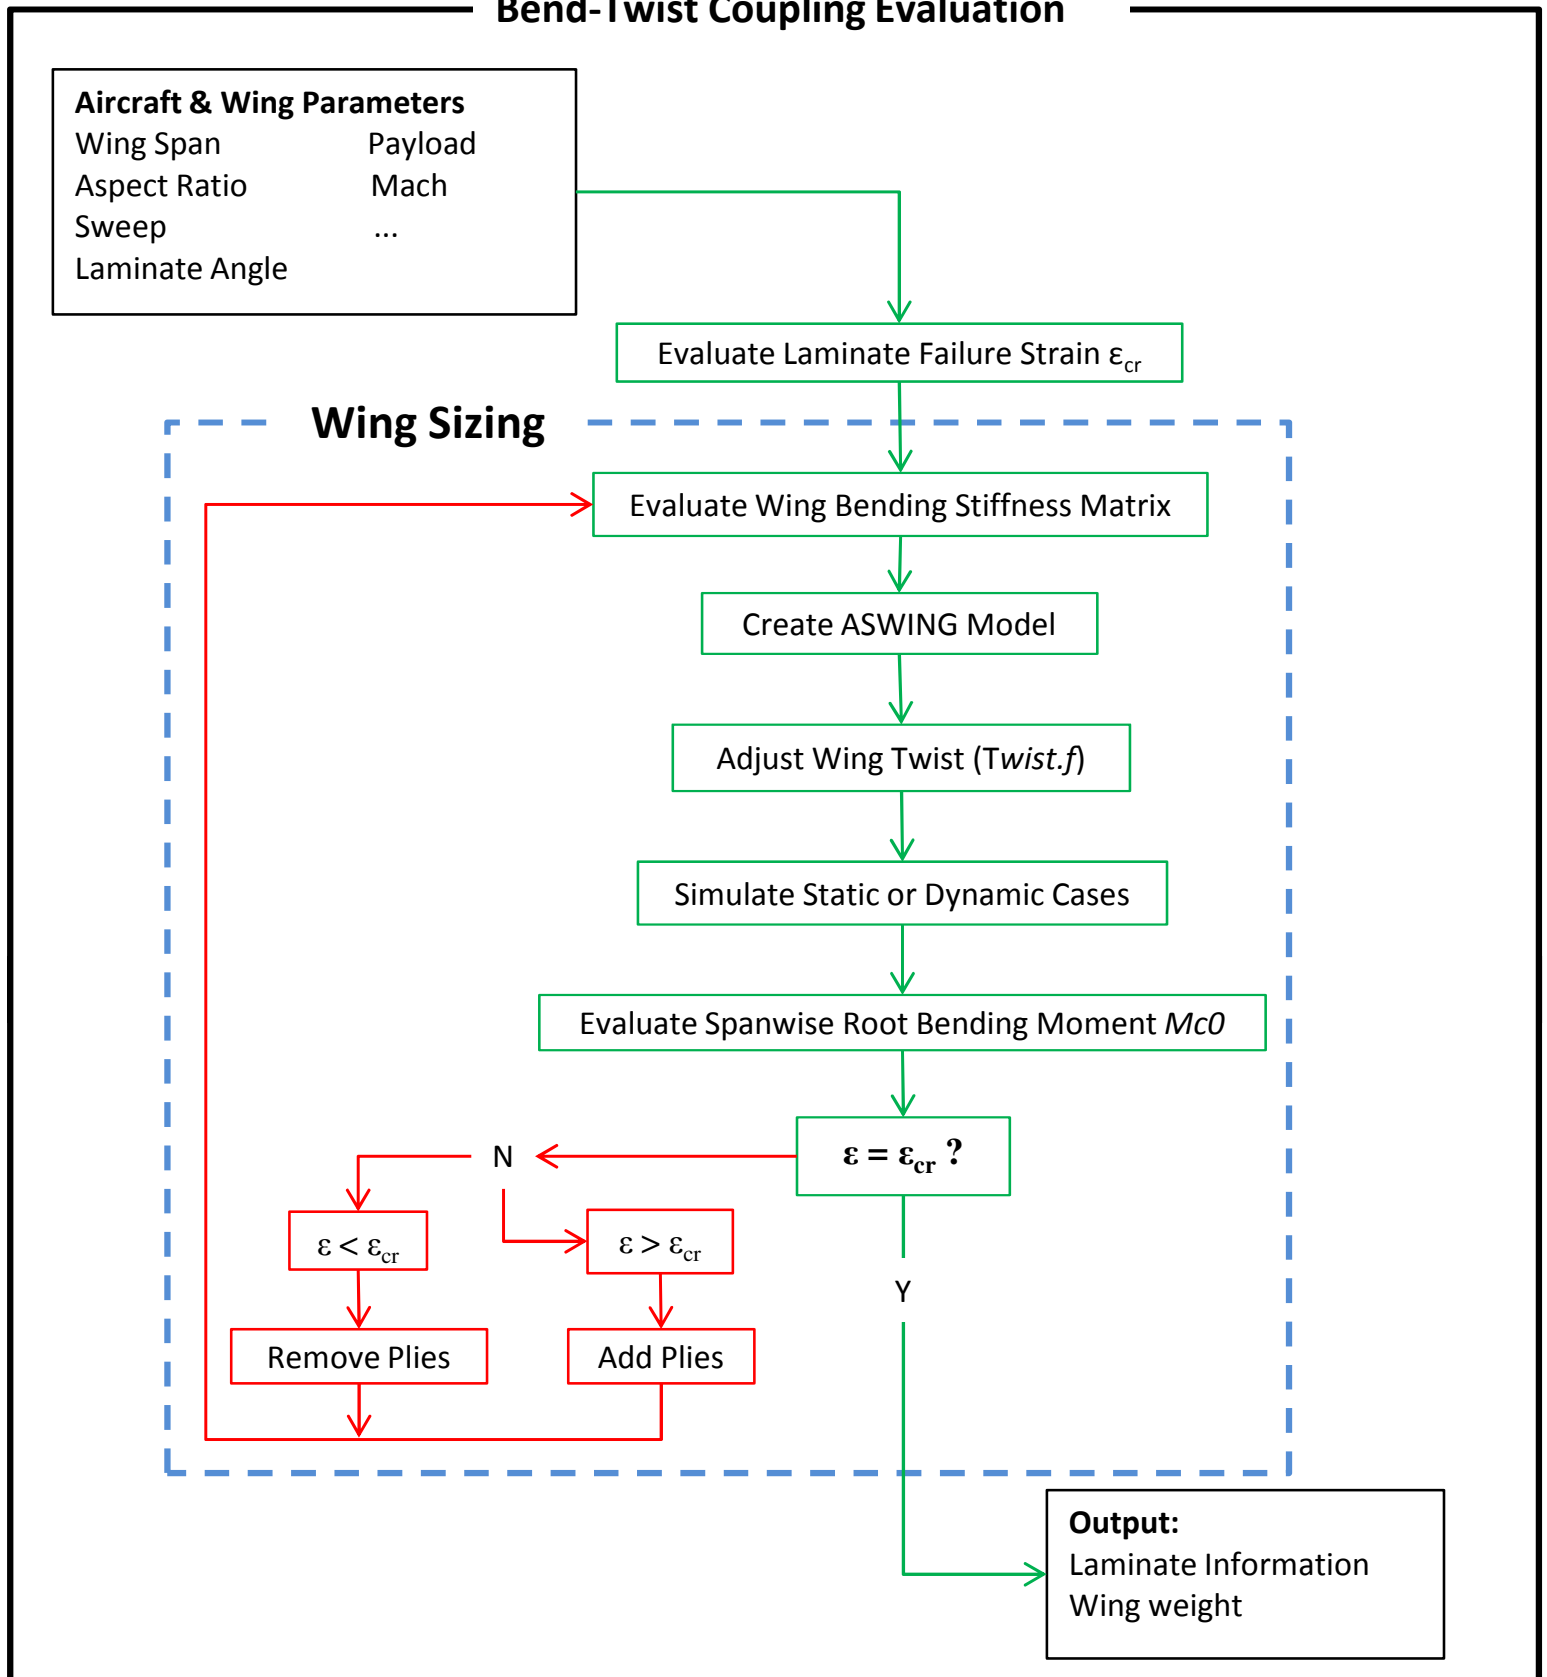 Bend-Twist Coupling Evaluation
Aircraft & Wing Parameters
Wing Span Payload
Aspect Ratio Mach
Sweep ...
Laminate Angle
Evaluate Laminate Failure Strain εcr
Wing Sizing
Evaluate Wing Bending Stiffness Matrix
Create ASWING Model
Adjust Wing Twist (Twist.f)
Simulate Static or Dynamic Cases
Evaluate Spanwise Root Bending Moment Mc0
ε = εcr ?
N
ε < εcr
ε > εcr
Y
Remove Plies
Add Plies
Output:
Laminate Information
Wing weight